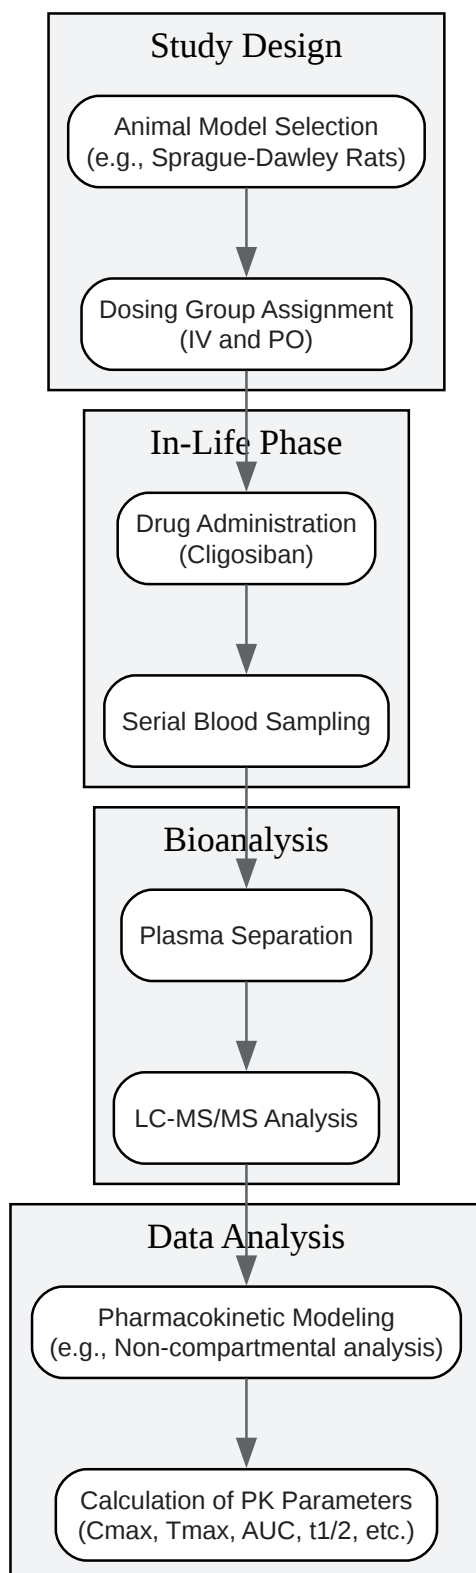 Study Design
Animal Model Selection
(e.g., Sprague-Dawley Rats)
Dosing Group Assignment
(IV and PO)
In-Life Phase
Drug Administration
(Cligosiban)
Serial Blood Sampling
Bioanalysis
Plasma Separation
LC-MS/MS Analysis
Data Analysis
Pharmacokinetic Modeling
(e.g., Non-compartmental analysis)
Calculation of PK Parameters
(Cmax, Tmax, AUC, t1/2, etc.)